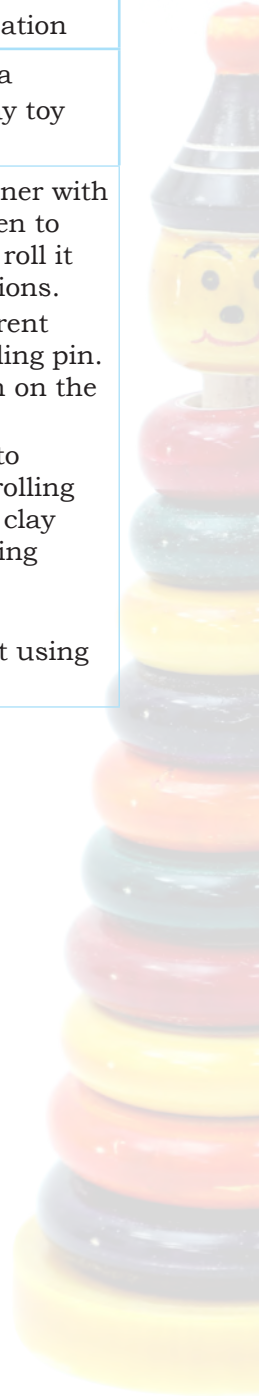 ation
a
y toy
ner with
en to
roll it
ions.
rent
ling pin.
n on the
to
rolling
clay
ing
t using